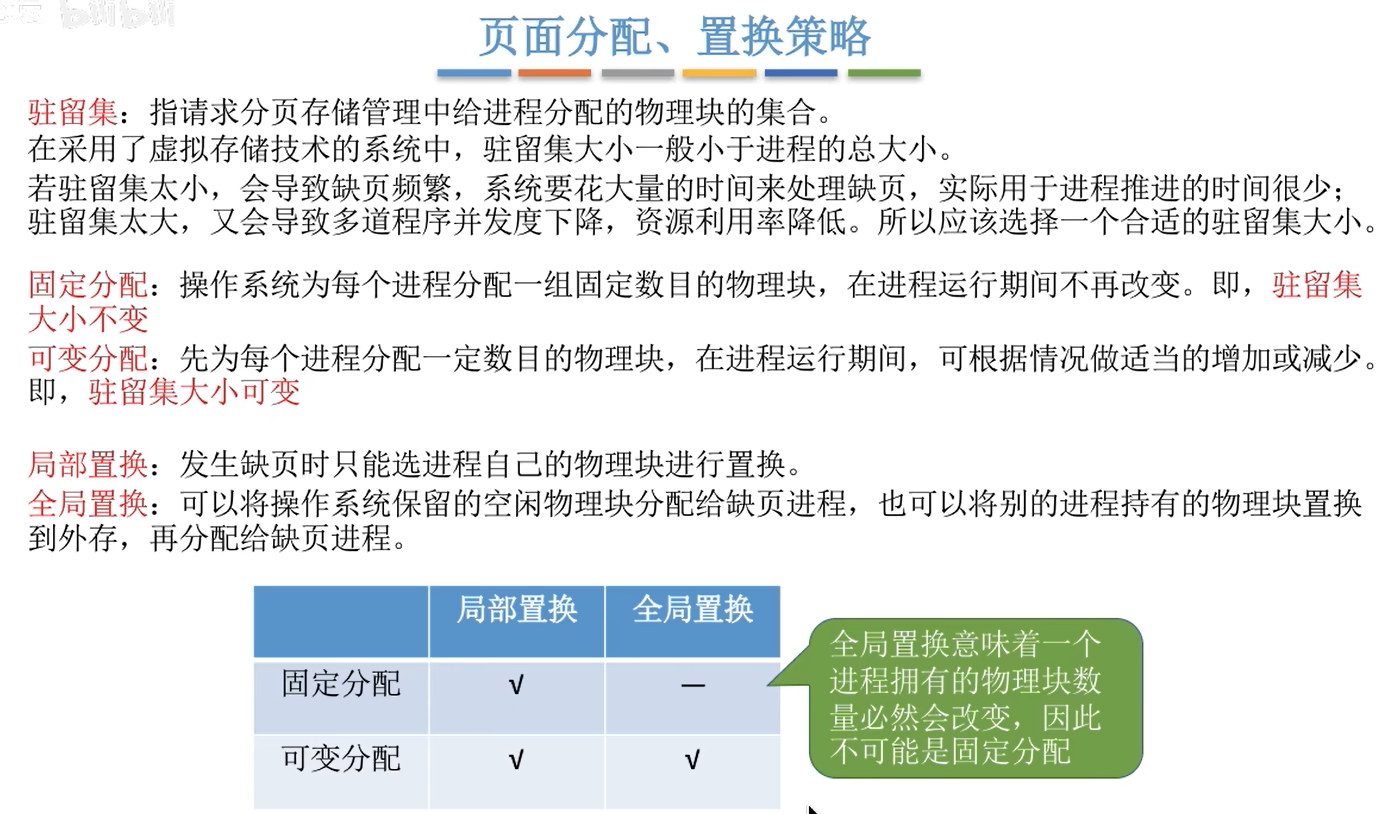 bilibili
页面分配、置换策略
驻留集：指请求分页存储管理中给进程分配的物理块的集合。
在采用了虚拟存储技术的系统中，驻留集大小一般小于进程的总大小。
若驻留集太小，会导致缺页频繁，系统要花大量的时间来处理缺页，实际用于进程推进的时间很少；
驻留集太大，又会导致多道程序并发度下降，资源利用率降低。所以应该选择一个合适的驻留集大小。
固定分配：操作系统为每个进程分配一组固定数目的物理块，在进程运行期间不再改变。即，驻留集
大小不变
可变分配：先为每个进程分配一定数目的物理块，在进程运行期间，可根据情况做适当的增加或减少。
即，驻留集大小可变
局部置换：发生缺页时只能选进程自己的物理块进行置换。
全局置换：可以将操作系统保留的空闲物理块分配给缺页进程，也可以将别的进程持有的物理块置换
到外存，再分配给缺页进程。
局部置换 全局置换
固定分配 √ —
可变分配 √ √
全局置换意味着一个
进程拥有的物理块数
量必然会改变，因此
不可能是固定分配